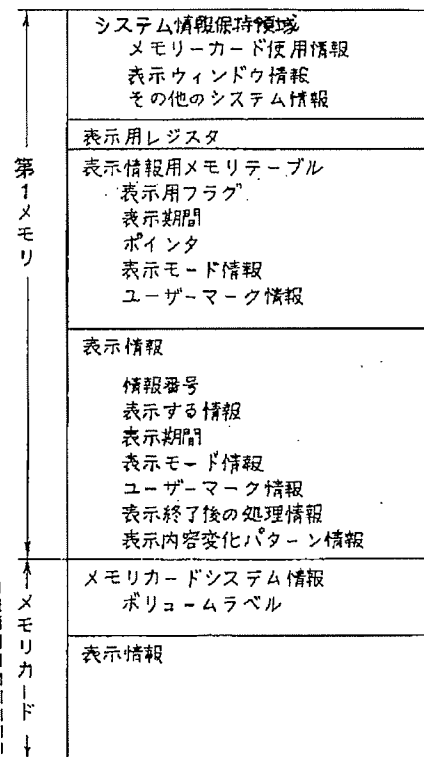 システム情報保持領域
メモリーカード使用情報
表示ウィンドウ情報
その他のシステム情報
表示用レジスタ
第1メモリ
表示情報用メモリテーブル
表示用フラグ
表示期間
ポインタ
表示モード情報
ユーザーマーク情報
表示情報
情報番号
表示する情報
表示期間
表示モード情報
ユーザーマーク情報
表示終了後の処理情報
表示内容変化パターン情報
メモリカード
メモリカードシステム情報
ボリュームラベル
表示情報